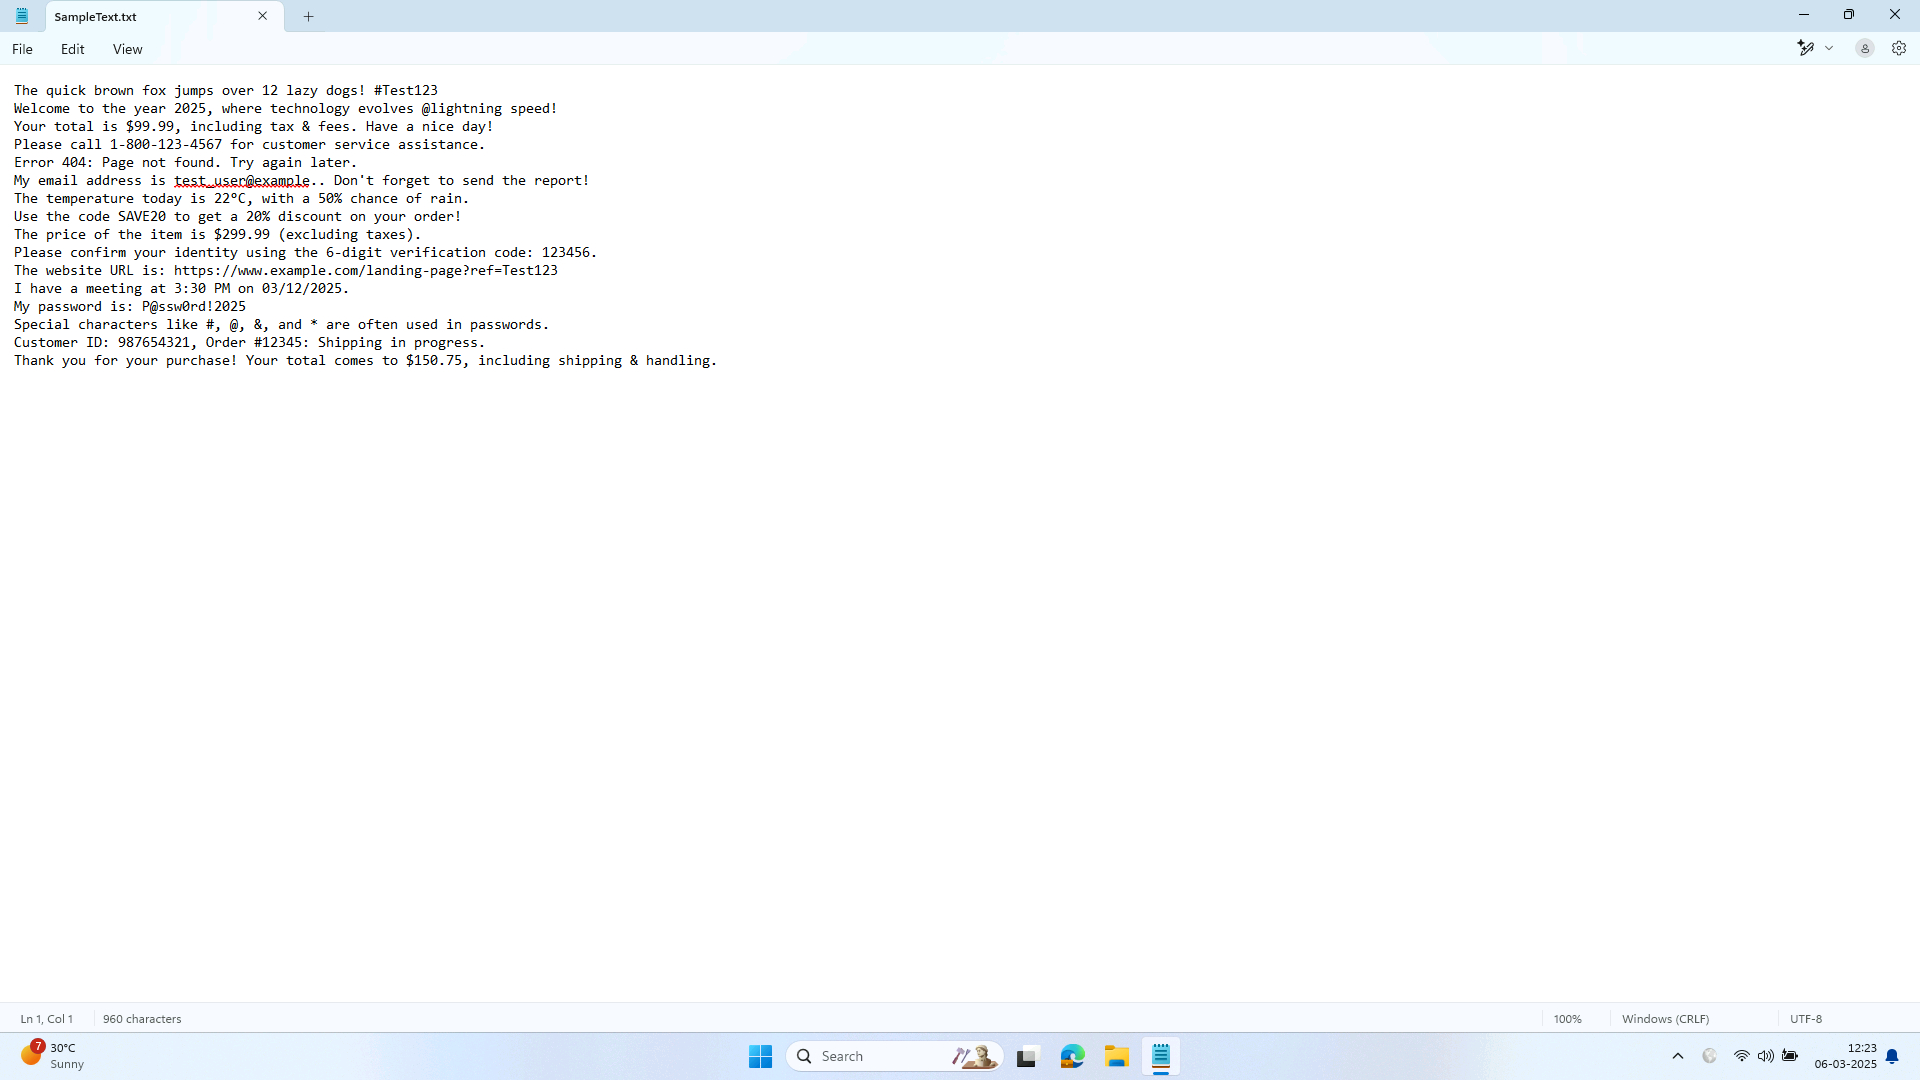 SampleText.txt
File Edit View
The quick brown fox jumps over 12 lazy dogs! #Test123
Welcome to the year 2025, where technology evolves @lightning speed!
Your total is $99.99, including tax & fees. Have a nice day!
Please call 1-800-123-4567 for customer service assistance.
Error 404: Page not found. Try again later.
My email address is test_user@example.. Don't forget to send the report!
The temperature today is 22°C, with a 50% chance of rain.
Use the code SAVE20 to get a 20% discount on your order!
The price of the item is $299.99 (excluding taxes).
Please confirm your identity using the 6-digit verification code: 123456.
The website URL is: https://www.example.com/landing-page?ref=Test123
I have a meeting at 3:30 PM on 03/12/2025.
My password is: P@ssw0rd!2025
Special characters like #, @, &, and * are often used in passwords.
Customer ID: 987654321, Order #12345: Shipping in progress.
Thank you for your purchase! Your total comes to $150.75, including shipping & handling.
Ln 1, Col 1 960 characters 100% Windows (CRLF) UTF-8
7
30°C
Sunny
Search
12:23
06-03-2025